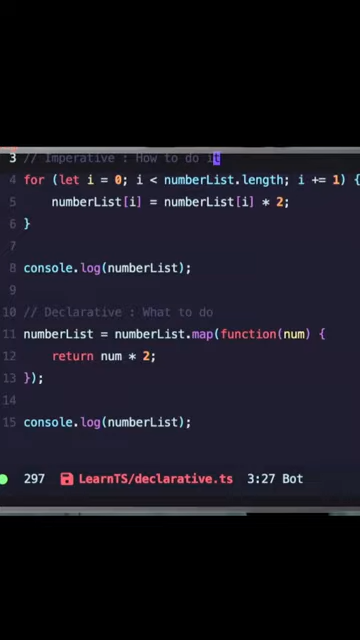 3 // Imperative : How to do it
4 for (let i = 0; i < numberList.length; i += 1) {
5 numberList[i] = numberList[i] * 2;
6 }
7
8 console.log(numberList);
9
10 // Declarative : What to do
11 numberList = numberList.map(function(num) {
12 return num * 2;
13 });
14
15 console.log(numberList);
297 LearnTS/declarative.ts 3:27 Bot